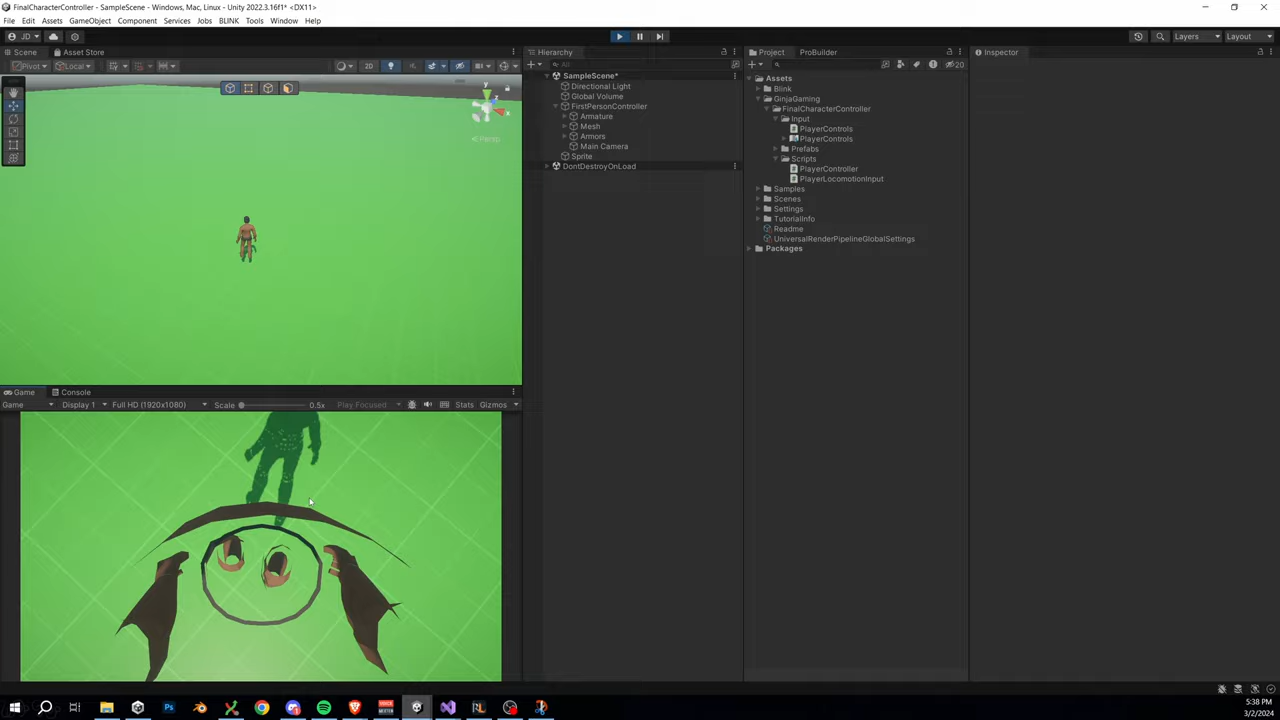 FinalCharacterController - SampleScene - Windows, Mac, Linux - Unity 2022.3.16f1* <DX11>
File Edit Assets GameObject Component Services Jobs BLINK Tools Window Help
JD Layers Layout
Scene Asset Store
Pivot Local 2D
y
x
Persp
Hierarchy
All
SampleScene*
Directional Light
Global Volume
FirstPersonController
Armature
Mesh
Armors
Main Camera
Sprite
DontDestroyOnLoad
Project ProBuilder
20
Assets
Blink
GinjaGaming
FinalCharacterController
Input
PlayerControls
PlayerControls
Prefabs
Scripts
PlayerController
PlayerLocomotionInput
Samples
Scenes
Settings
TutorialInfo
Readme
UniversalRenderPipelineGlobalSettings
Packages
Inspector
Game Console
Game Display 1 Full HD (1920x1080) Scale 0.5x Play Focused Stats Gizmos
5:38 PM
3/2/2024